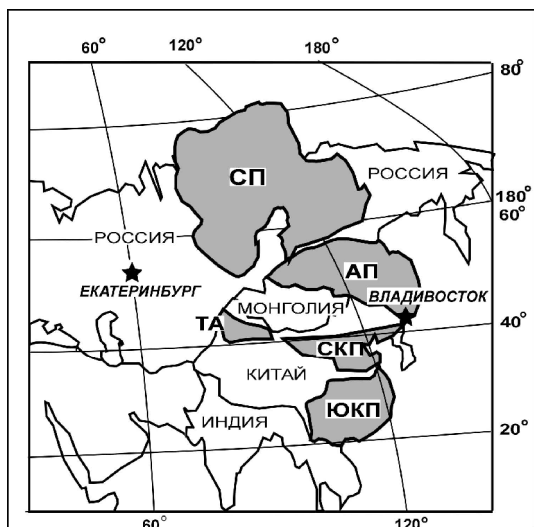 60°
120°
180°
80°
СП
РОССИЯ
180°
60°
РОССИЯ
АП
ЕКАТЕРИНБУРГ
МОНГОЛИЯ
ВЛАДИВОСТОК
ТА
40°
СКП
КИТАЙ
ИНДИЯ
ЮКП
20°
60°
120°